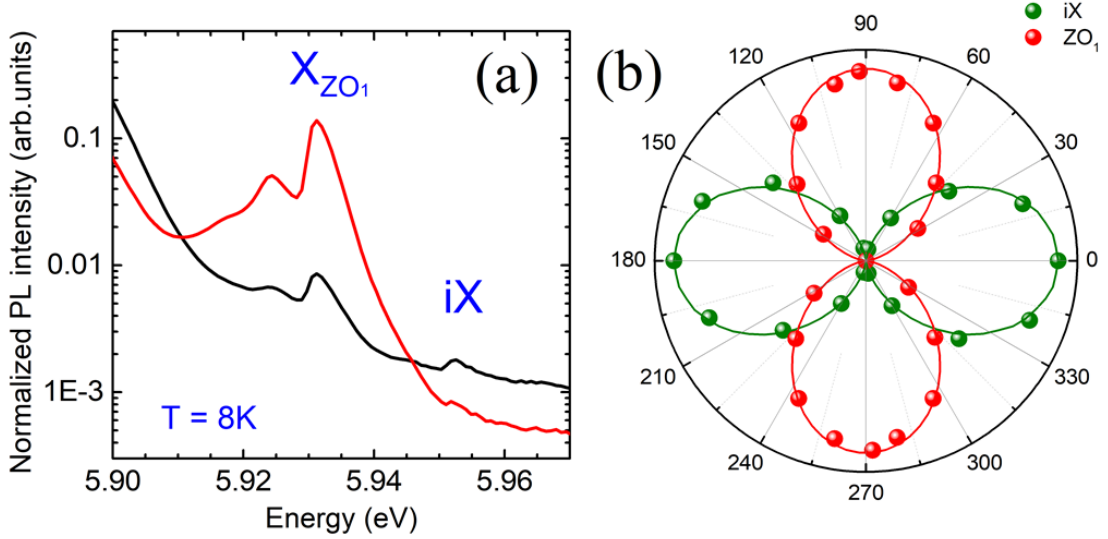 Normalized PL intensity (arb.units)
0.1
0.01
1E-3
(a)
X_ZO₁
iX
T = 8K
5.90
5.92
5.94
5.96
Energy (eV)
(b)
iX
ZO₁
90
60
30
0
330
300
270
240
210
180
150
120